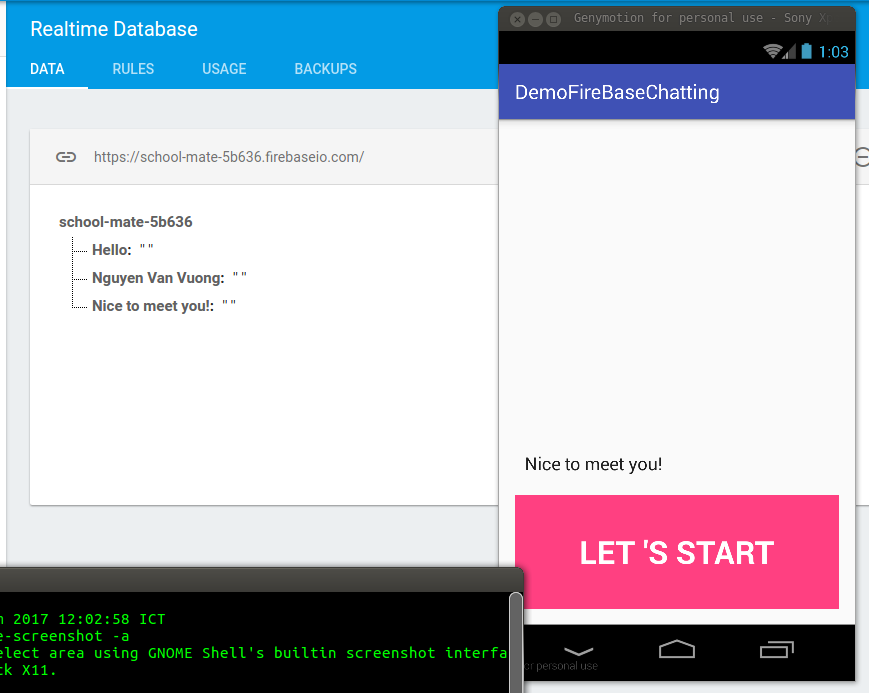 Realtime Database
DATA RULES USAGE BACKUPS
https://school-mate-5b636.firebaseio.com/
school-mate-5b636
Hello: ""
Nguyen Van Vuong: ""
Nice to meet you!: ""
Genymotion for personal use - Sony
1:03
DemoFireBaseChatting
Nice to meet you!
LET 'S START
or personal use
2017 12:02:58 ICT
-screenshot -a
elect area using GNOME Shell's builtin screenshot interfa
ck X11.